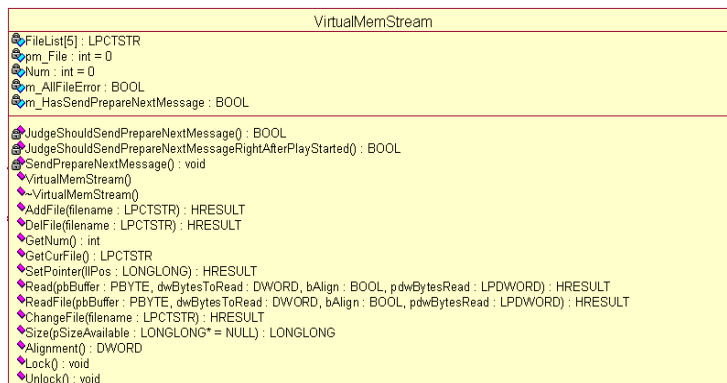 VirtualMemStream
FileList[5] : LPCTSTR
pm_File : int = 0
Num : int = 0
m_AllFileError : BOOL
m_HasSendPrepareNextMessage : BOOL
JudgeShouldSendPrepareNextMessage() : BOOL
JudgeShouldSendPrepareNextMessageRightAfterPlayStarted() : BOOL
SendPrepareNextMessage() : void
VirtualMemStream()
~VirtualMemStream()
AddFile(filename : LPCTSTR) : HRESULT
DelFile(filename : LPCTSTR) : HRESULT
GetNum() : int
GetCurFile() : LPCTSTR
SetPointer(llPos : LONGLONG) : HRESULT
Read(pbBuffer : PBYTE, dwBytesToRead : DWORD, bAlign : BOOL, pdwBytesRead : LPDWORD) : HRESULT
ReadFile(pbBuffer : PBYTE, dwBytesToRead : DWORD, bAlign : BOOL, pdwBytesRead : LPDWORD) : HRESULT
ChangeFile(filename : LPCTSTR) : HRESULT
Size(pSizeAvailable : LONGLONG* = NULL) : LONGLONG
Alignment() : DWORD
Lock() : void
Unlock() : void